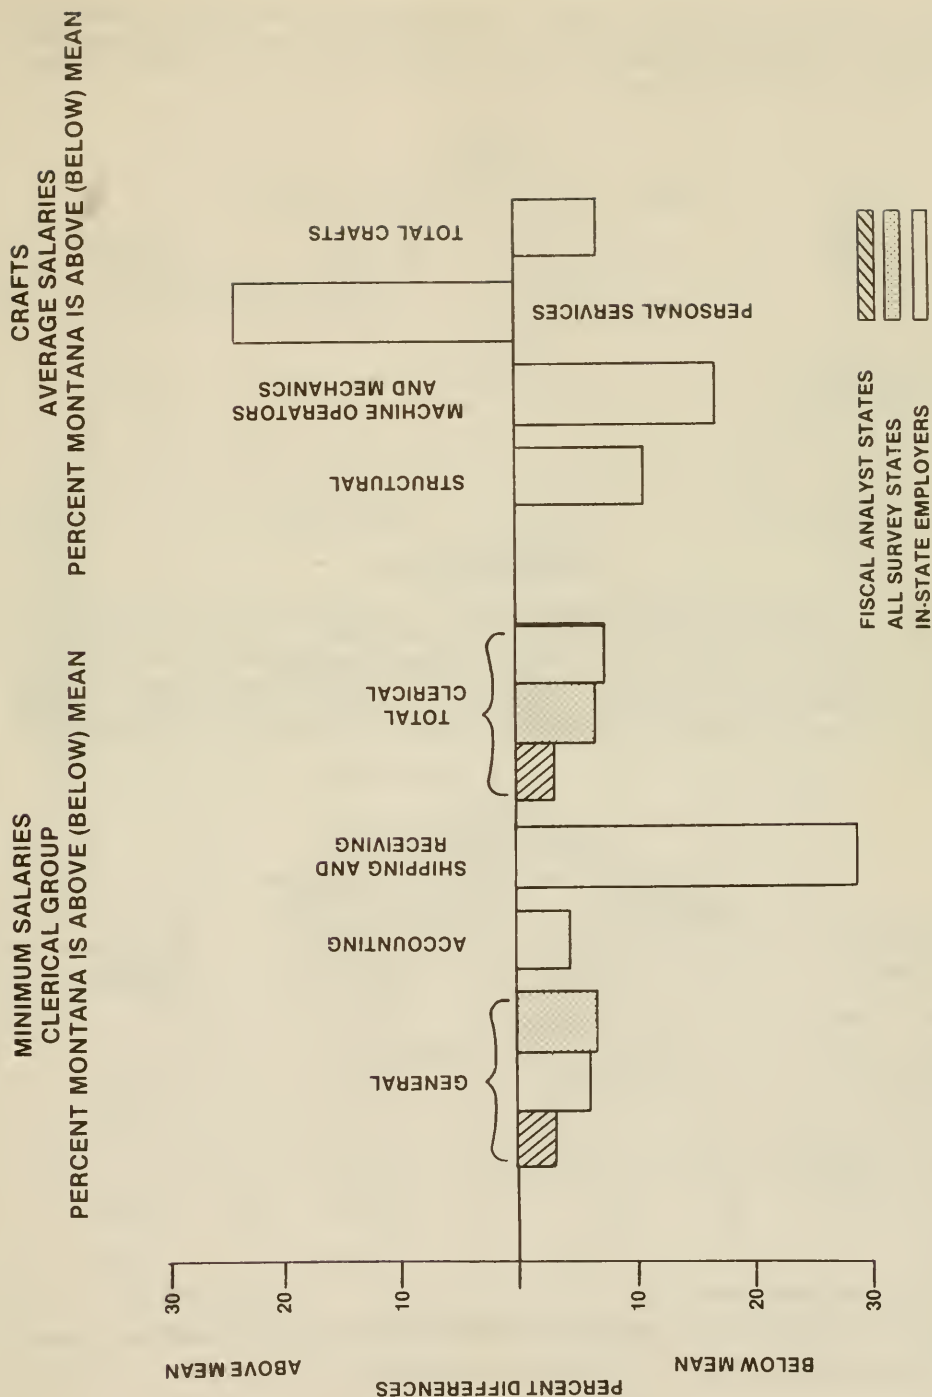 MINIMUM SALARIES
CLERICAL GROUP
PERCENT MONTANA IS ABOVE (BELOW) MEAN
CRAFTS
AVERAGE SALARIES
PERCENT MONTANA IS ABOVE (BELOW) MEAN
PERCENT DIFFERENCES
ABOVE MEAN
BELOW MEAN
30
20
10
0
10
20
30
GENERAL
ACCOUNTING
SHIPPING AND
RECEIVING
TOTAL
CLERICAL
STRUCTURAL
MACHINE OPERATORS
AND MECHANICS
PERSONAL SERVICES
TOTAL CRAFTS
FISCAL ANALYST STATES
ALL SURVEY STATES
IN-STATE EMPLOYERS